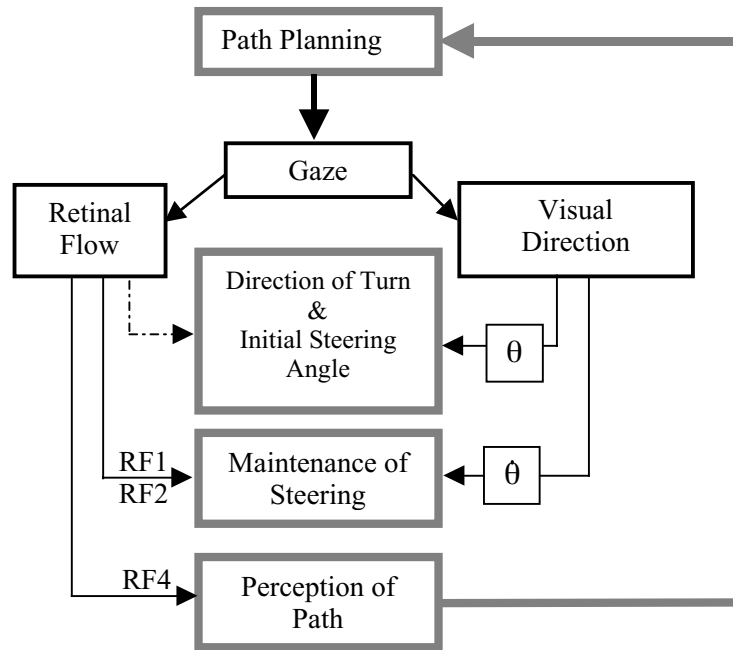 Path Planning
Gaze
Retinal
Flow
Visual
Direction
Direction of Turn
&
Initial Steering
Angle
θ
RF1
RF2
Maintenance of
Steering
θ̇
RF4
Perception of
Path